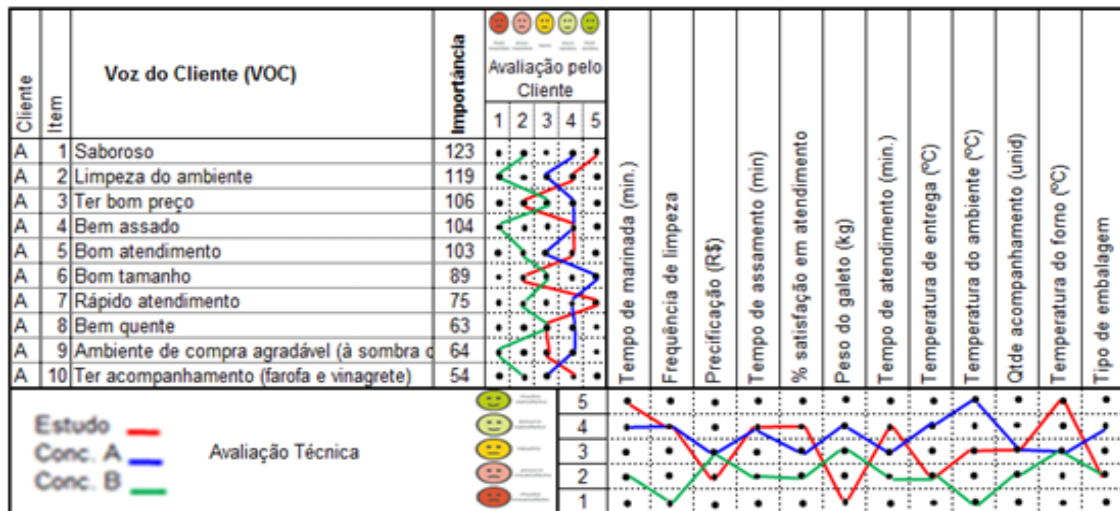 Cliente
Item
Voz do Cliente (VOC)
Importância
Avaliação pelo
Cliente
1 2 3 4 5
A 1 Saboroso 123
A 2 Limpeza do ambiente 119
A 3 Ter bom preço 106
A 4 Bem assado 104
A 5 Bom atendimento 103
A 6 Bom tamanho 89
A 7 Rápido atendimento 75
A 8 Bem quente 63
A 9 Ambiente de compra agradável (à sombra c 64
A 10 Ter acompanhamento (farofa e vinagrete) 54
Tempo de marinada (min.)
Frequência de limpeza
Precificação (R$)
Tempo de assamento (min)
% satisfação em atendimento
Peso do galeto (kg)
Tempo de atendimento (min.)
Temperatura de entrega (ºC)
Temperatura do ambiente (ºC)
Qtde acompanhamento (unid)
Temperatura do forno (ºC)
Tipo de embalagem
Estudo
Conc. A
Conc. B
Avaliação Técnica
5
4
3
2
1